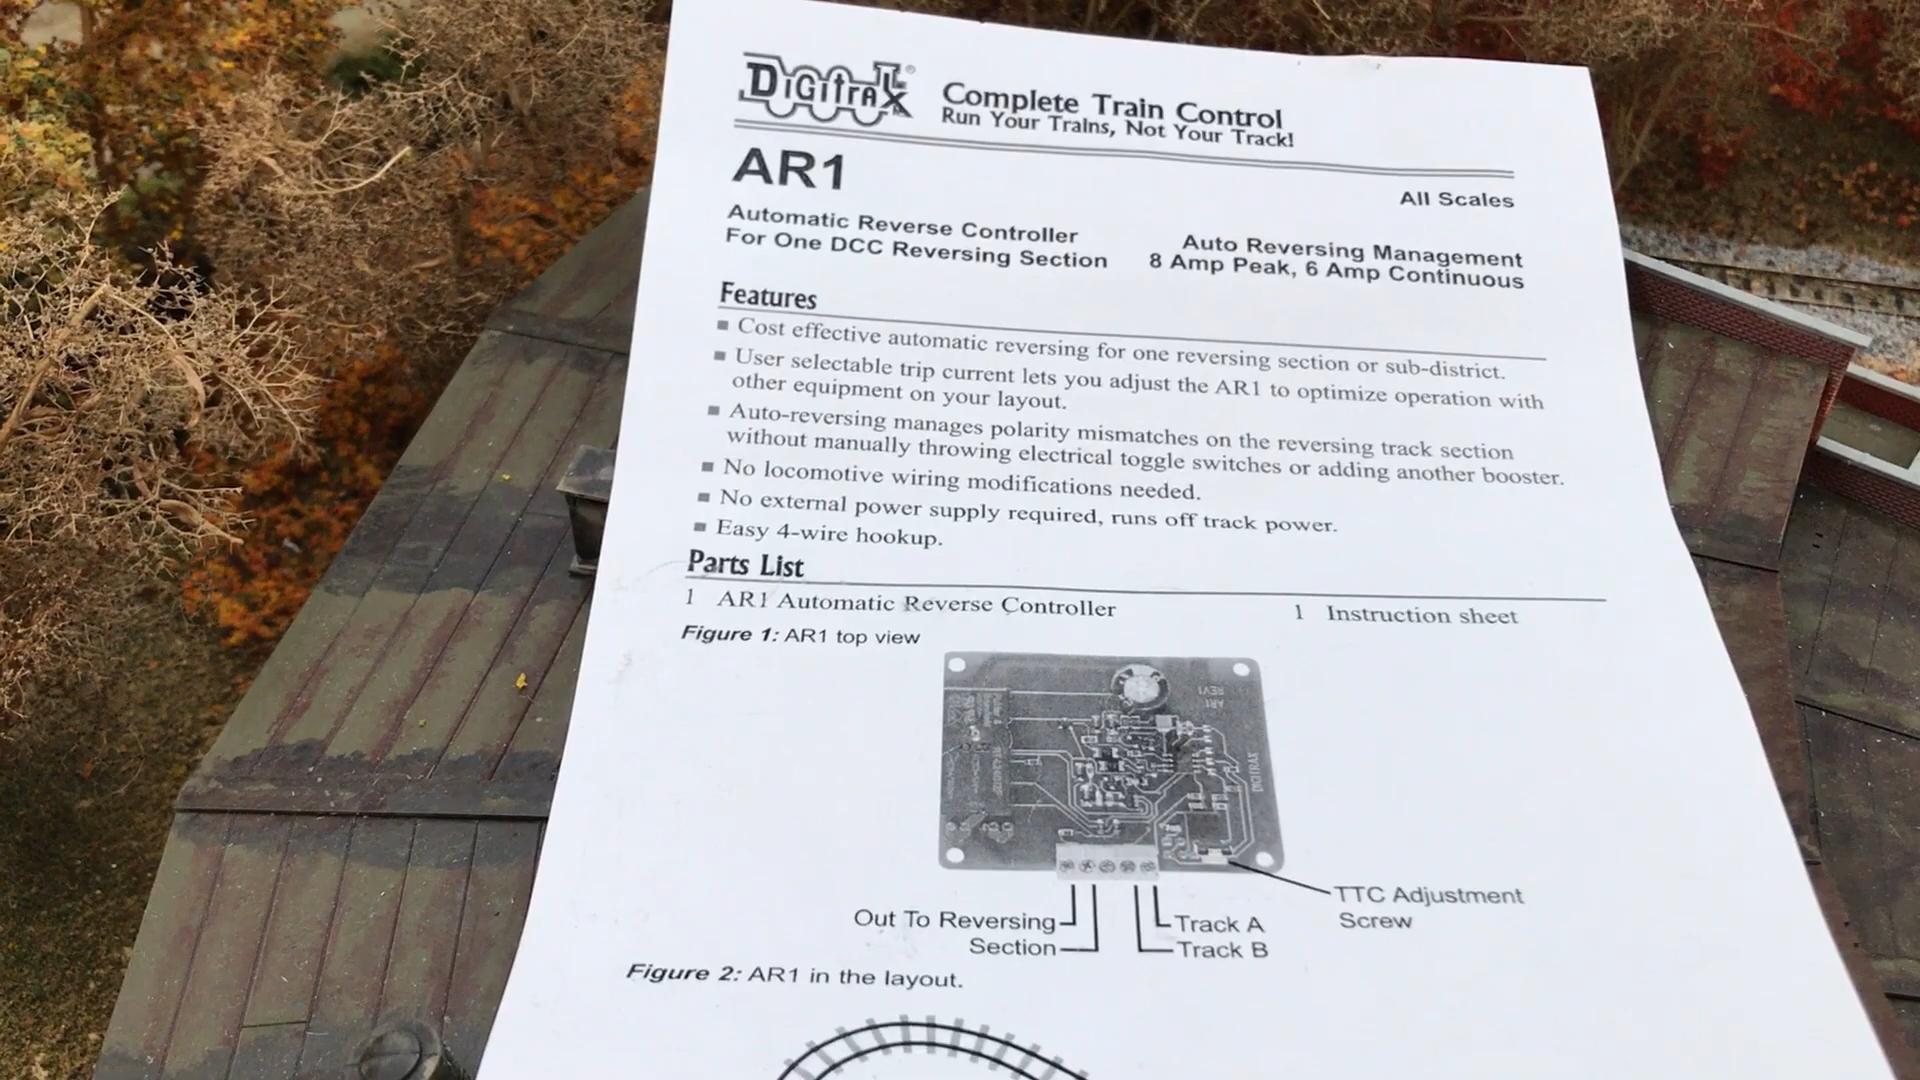 DIGITRAX®
Complete Train Control
Run Your Trains, Not Your Track!
AR1
All Scales
Automatic Reverse Controller
For One DCC Reversing Section
Auto Reversing Management
8 Amp Peak, 6 Amp Continuous
Features
■ Cost effective automatic reversing for one reversing section or sub-district.
■ User selectable trip current lets you adjust the AR1 to optimize operation with
other equipment on your layout.
■ Auto-reversing manages polarity mismatches on the reversing track section
without manually throwing electrical toggle switches or adding another booster.
■ No locomotive wiring modifications needed.
■ No external power supply required, runs off track power.
■ Easy 4-wire hookup.
Parts List
1 AR1 Automatic Reverse Controller
1 Instruction sheet
Figure 1: AR1 top view
AR1
REV1
DIGITRAX
TTC Adjustment
Screw
Out To Reversing
Section
Track A
Track B
Figure 2: AR1 in the layout.